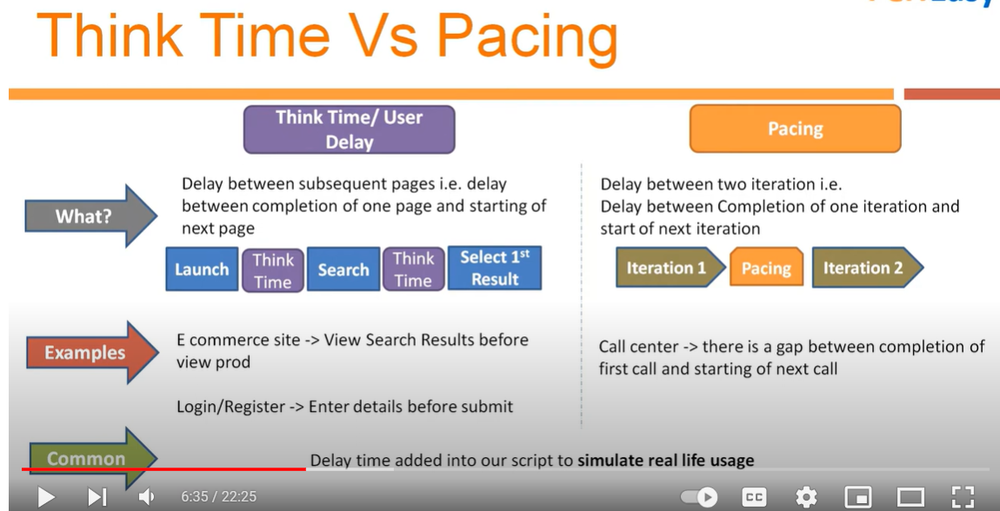 Think Time Vs Pacing
Think Time/ User
Delay
Pacing
What?
Delay between subsequent pages i.e. delay
between completion of one page and starting of
next page
Launch
Think
Time
Search
Think
Time
Select 1st
Result
Delay between two iteration i.e.
Delay between Completion of one iteration and
start of next iteration
Iteration 1
Pacing
Iteration 2
Examples
E commerce site -> View Search Results before
view prod
Login/Register -> Enter details before submit
Call center -> there is a gap between completion of
first call and starting of next call
Common
Delay time added into our script to simulate real life usage
6:35 / 22:25
CC